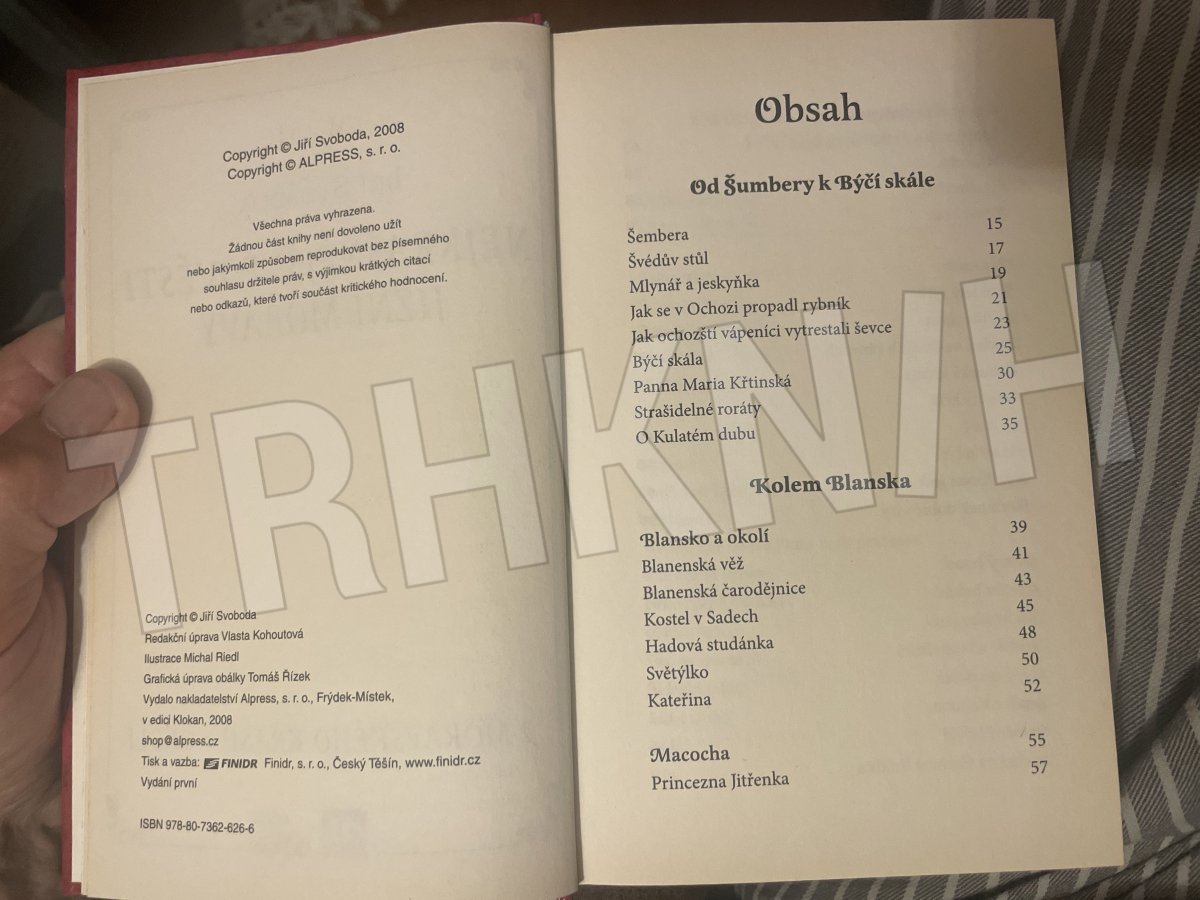 Copyright © Jiří Svoboda, 2008
Copyright © ALPRESS, s. r. o.
Všechna práva vyhrazena.
Žádnou část knihy není dovoleno užít
nebo jakýmkoli způsobem reprodukovat bez písemného
souhlasu držitele práv, s výjimkou krátkých citací
nebo odkazů, které tvoří součást kritického hodnocení.
Copyright © Jiří Svoboda
Redakční úprava Vlasta Kohoutová
Ilustrace Michal Riedl
Grafická úprava obálky Tomáš Řízek
Vydalo nakladatelství Alpress, s. r. o., Frýdek-Místek,
v edici Klokan, 2008
shop@alpress.cz
Tisk a vazba: FINIDR Finidr, s. r. o., Český Těšín, www.finidr.cz
Vydání první
ISBN 978-80-7362-626-6
Obsah
Od Šumbery k Býčí skále
Šembera 15
Švédův stůl 17
Mlynář a jeskyňka 19
Jak se v Ochozi propadl rybník 21
Jak ochozští vápeníci vytrestali ševce 23
Býčí skála 25
Panna Maria Křtinská 30
Strašidelné roráty 33
O Kulatém dubu 35
Kolem Blanska
Blansko a okolí 39
Blanenská věž 41
Blanenská čarodějnice 43
Kostel v Sadech 45
Hadová studánka 48
Světýlko 50
Kateřina 52
Macocha 55
Princezna Jitřenka 57
TRHKNIH